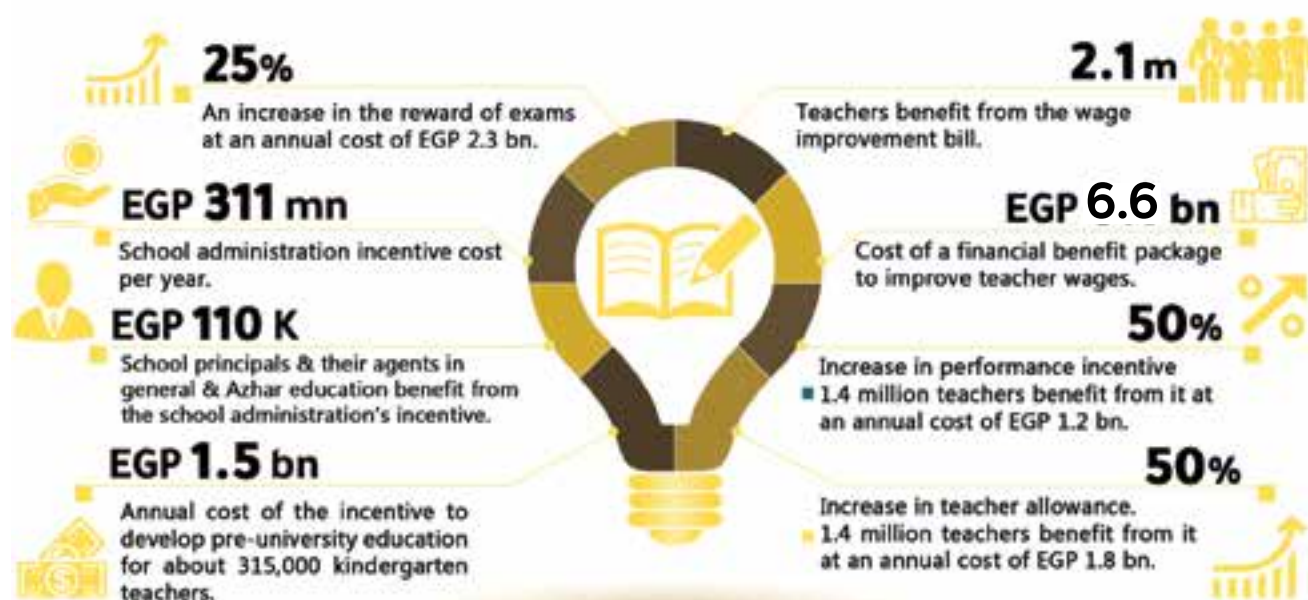 25%
An increase in the reward of exams
at an annual cost of EGP 2.3 bn.
EGP 311 mn
School administration incentive cost
per year.
EGP 110 K
School principals & their agents in
general & Azhar education benefit from
the school administration's incentive.
EGP 1.5 bn
Annual cost of the incentive to
develop pre-university education
for about 315,000 kindergarten
teachers.
2.1 m
Teachers benefit from the wage
improvement bill.
EGP 6.6 bn
Cost of a financial benefit package
to improve teacher wages.
50%
Increase in performance incentive
1.4 million teachers benefit from it at
an annual cost of EGP 1.2 bn.
50%
Increase in teacher allowance.
1.4 million teachers benefit from it
at an annual cost of EGP 1.8 bn.